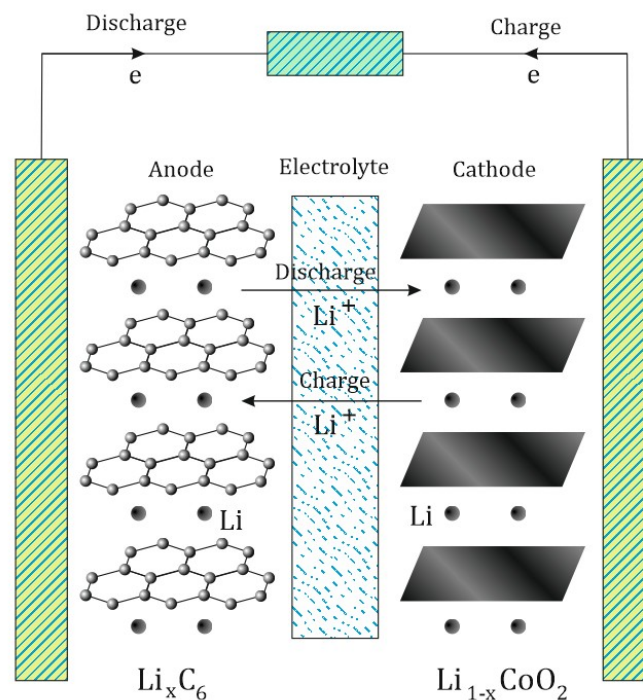 Discharge
Charge
e
e
Anode
Electrolyte
Cathode
Discharge
Li⁺
Charge
Li⁺
Li
Li
LiₓC₆
Li₁₋ₓCoO₂